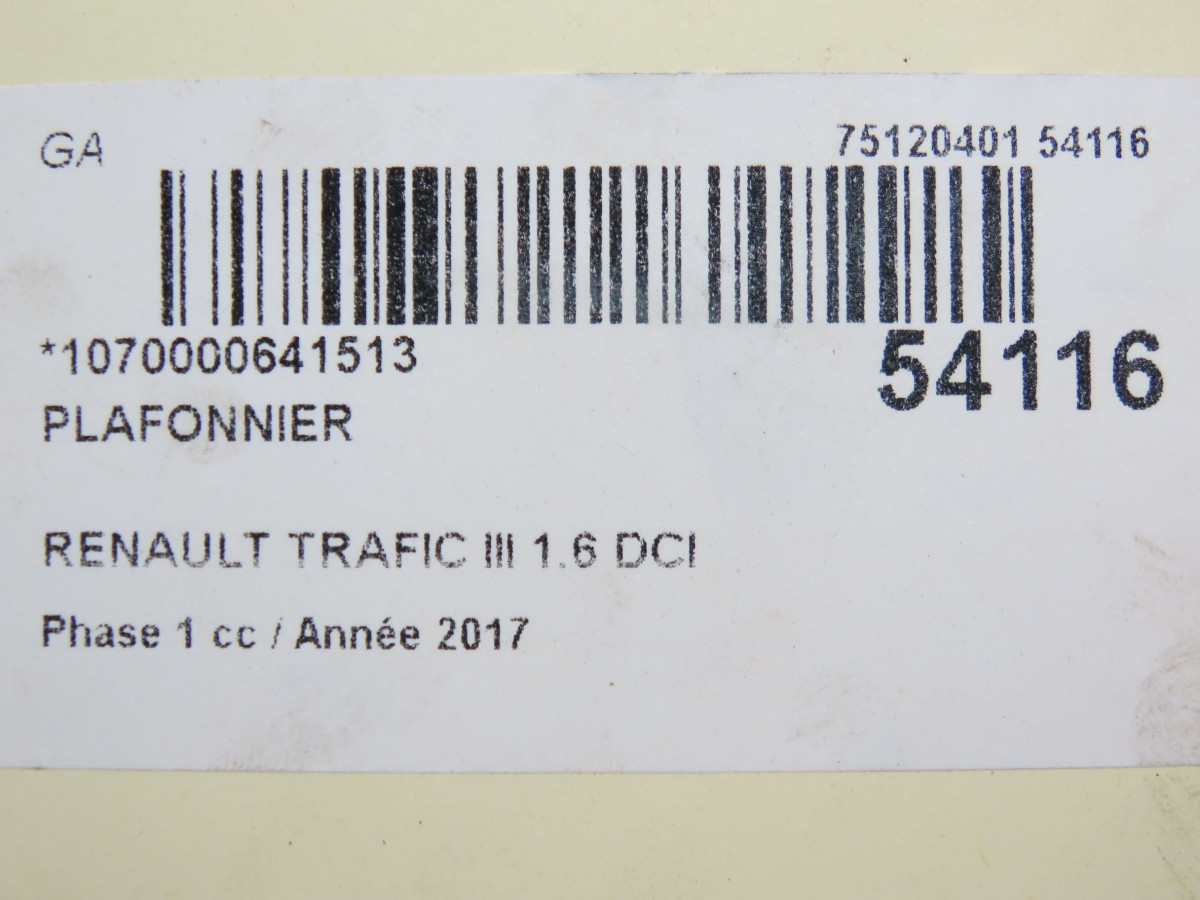 GA 75120401 54116
*1070000641513 54116
PLAFONNIER
RENAULT TRAFIC III 1.6 DCI
Phase 1 cc / Année 2017